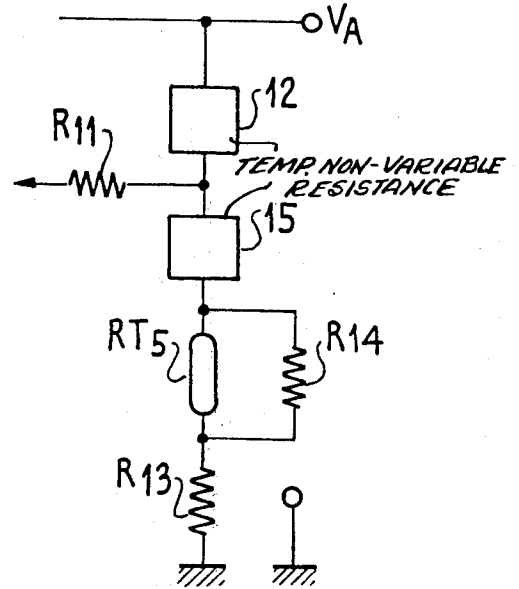 VA
12
R11
TEMP. NON-VARIABLE
RESISTANCE
15
RT5
R14
R13